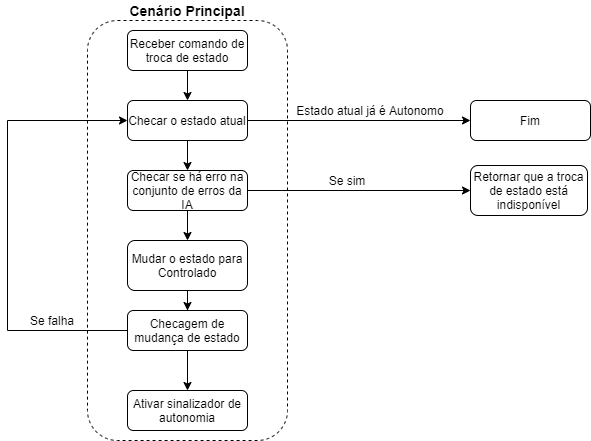 Cenário Principal
Receber comando de
troca de estado
Checar o estado atual
Estado atual já é Autonomo
Fim
Checar se há erro na
conjunto de erros da
IA
Se sim
Retornar que a troca
de estado está
indisponível
Mudar o estado para
Controlado
Se falha
Checagem de
mudança de estado
Ativar sinalizador de
autonomia